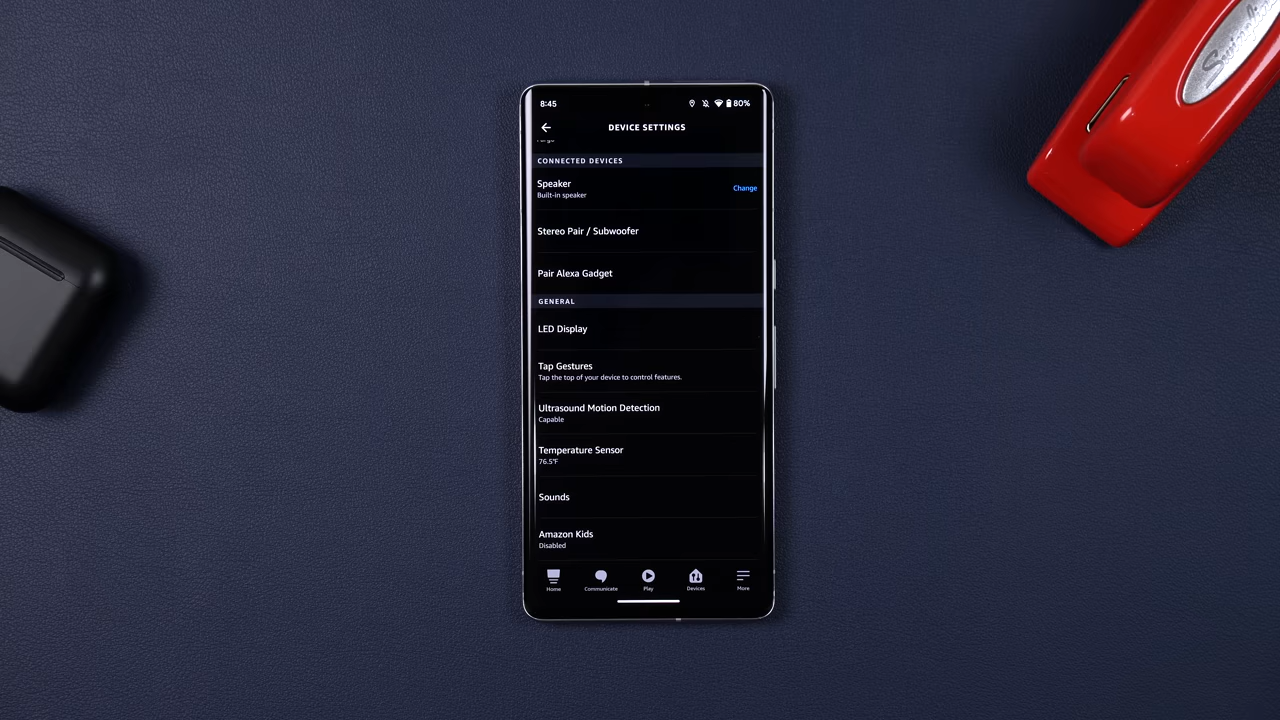 8:45
80%
DEVICE SETTINGS
CONNECTED DEVICES
Speaker
Built-in speaker
Change
Stereo Pair / Subwoofer
Pair Alexa Gadget
GENERAL
LED Display
Tap Gestures
Tap the top of your device to control features.
Ultrasound Motion Detection
Capable
Temperature Sensor
76.5°F
Sounds
Amazon Kids
Disabled
Home
Communicate
Play
Devices
More
Swingline